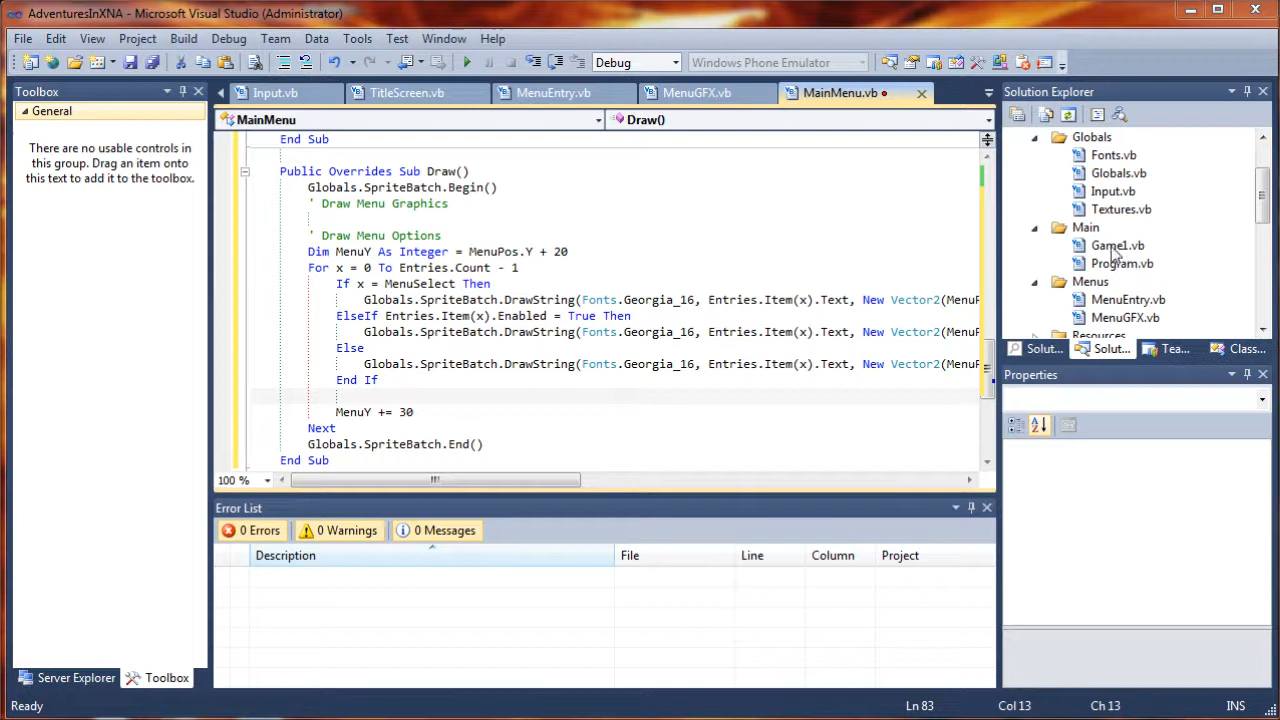 AdventuresInXNA - Microsoft Visual Studio (Administrator)
File Edit View Project Build Debug Team Data Tools Test Window Help
Debug Windows Phone Emulator
Toolbox
General
There are no usable controls in
this group. Drag an item onto
this text to add it to the toolbox.
Server Explorer Toolbox
Input.vb TitleScreen.vb MenuEntry.vb MenuGFX.vb MainMenu.vb
MainMenu Draw()
End Sub
Public Overrides Sub Draw()
Globals.SpriteBatch.Begin()
' Draw Menu Graphics
' Draw Menu Options
Dim MenuY As Integer = MenuPos.Y + 20
For x = 0 To Entries.Count - 1
If x = MenuSelect Then
Globals.SpriteBatch.DrawString(Fonts.Georgia_16, Entries.Item(x).Text, New Vector2(MenuP
ElseIf Entries.Item(x).Enabled = True Then
Globals.SpriteBatch.DrawString(Fonts.Georgia_16, Entries.Item(x).Text, New Vector2(MenuP
Else
Globals.SpriteBatch.DrawString(Fonts.Georgia_16, Entries.Item(x).Text, New Vector2(MenuP
End If
MenuY += 30
Next
Globals.SpriteBatch.End()
End Sub
100 %
Error List
0 Errors 0 Warnings 0 Messages
Description File Line Column Project
Solution Explorer
Globals
Fonts.vb
Globals.vb
Input.vb
Textures.vb
Main
Game1.vb
Program.vb
Menus
MenuEntry.vb
MenuGFX.vb
Resources
Solut... Solut... Tea... Class...
Properties
Ready Ln 83 Col 13 Ch 13 INS